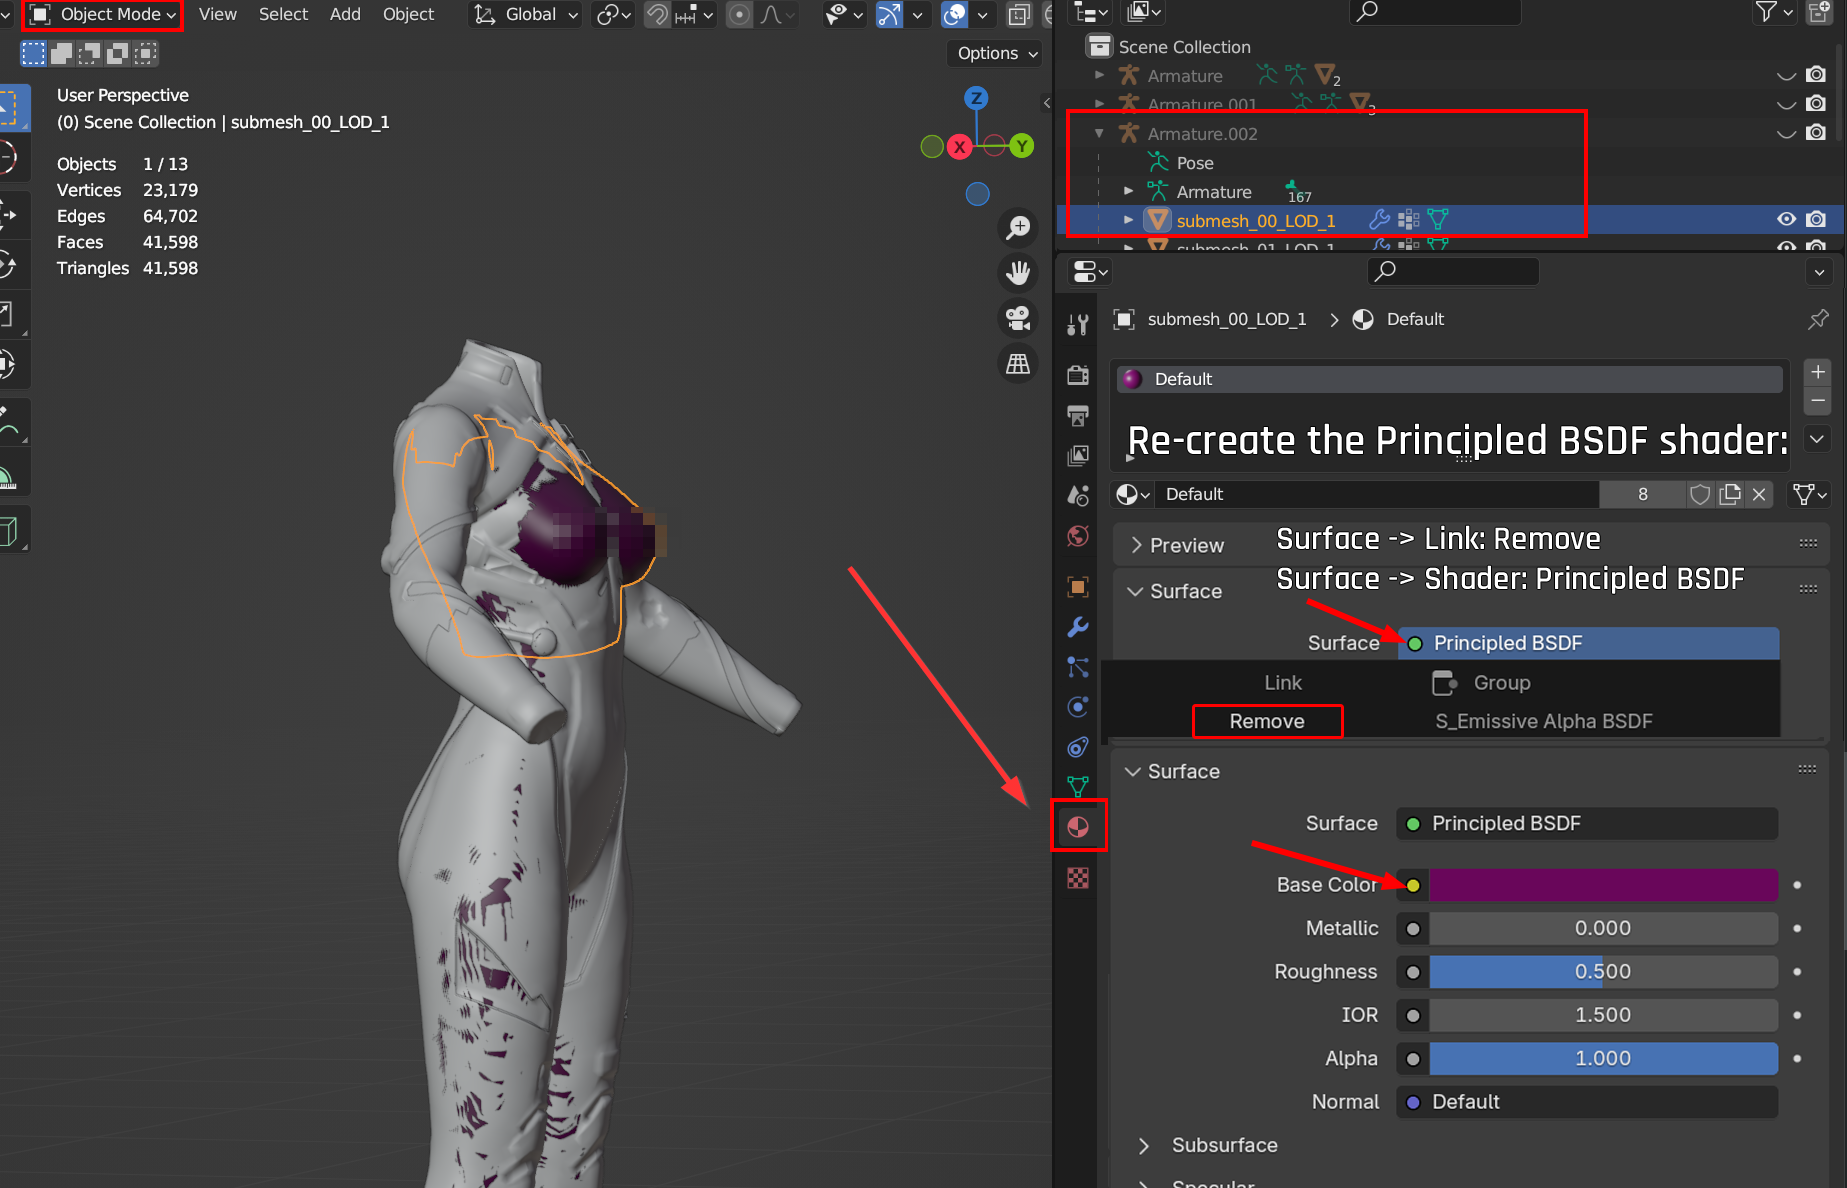 Object Mode View Select Add Object Global
Options
User Perspective
(0) Scene Collection | submesh_00_LOD_1
Objects 1 / 13
Vertices 23,179
Edges 64,702
Faces 41,598
Triangles 41,598
Z
X
Y
Scene Collection
Armature 2
Armature.001 3
Armature.002
Pose
Armature 167
submesh_00_LOD_1
submesh_01_LOD_1
submesh_00_LOD_1 > Default
Default
Re-create the Principled BSDF shader:
Default 8
Preview
Surface -> Link: Remove
Surface -> Shader: Principled BSDF
Surface
Surface Principled BSDF
Link Group
Remove S_Emissive Alpha BSDF
Surface
Surface Principled BSDF
Base Color
Metallic 0.000
Roughness 0.500
IOR 1.500
Alpha 1.000
Normal Default
Subsurface
Specular